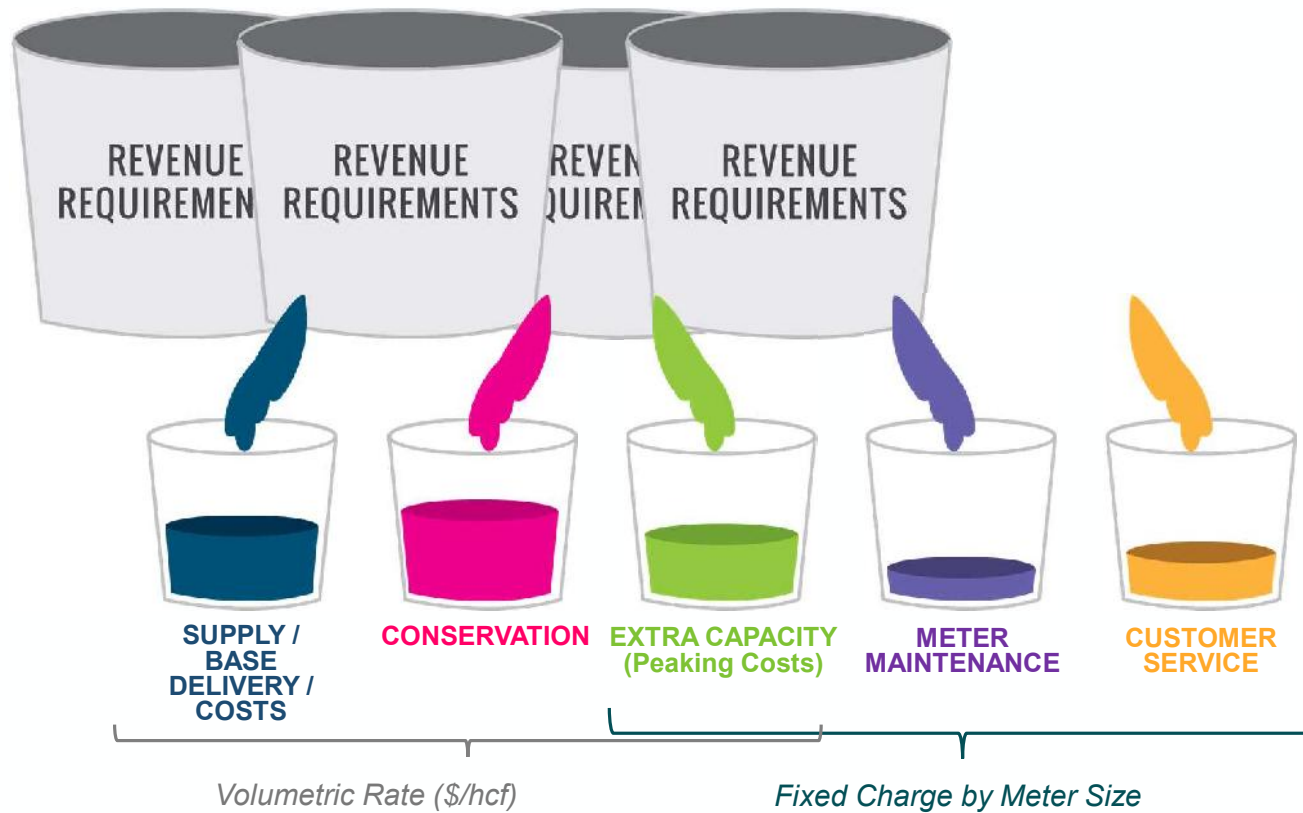 REVENUE
REQUIREMEN
REVENUE
REQUIREMENTS
REVEN
QUIREM
REVENUE
REQUIREMENTS
SUPPLY /
BASE
DELIVERY /
COSTS
CONSERVATION
EXTRA CAPACITY
(Peaking Costs)
METER
MAINTENANCE
CUSTOMER
SERVICE
Volumetric Rate ($/hcf)
Fixed Charge by Meter Size